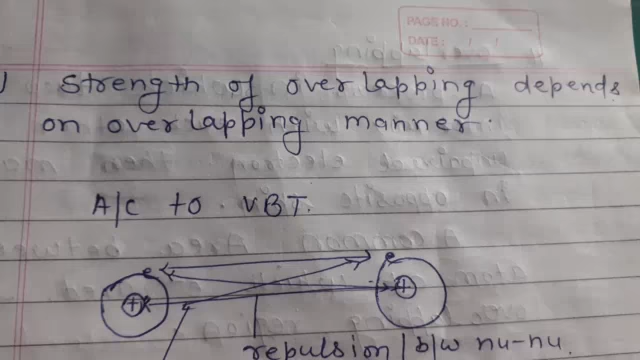 PAGE NO.:
DATE: / /
) Strength of overlapping depends
on overlapping manner.
A/C to VBT.
e e
+ +
repulsion b/w nu-nu